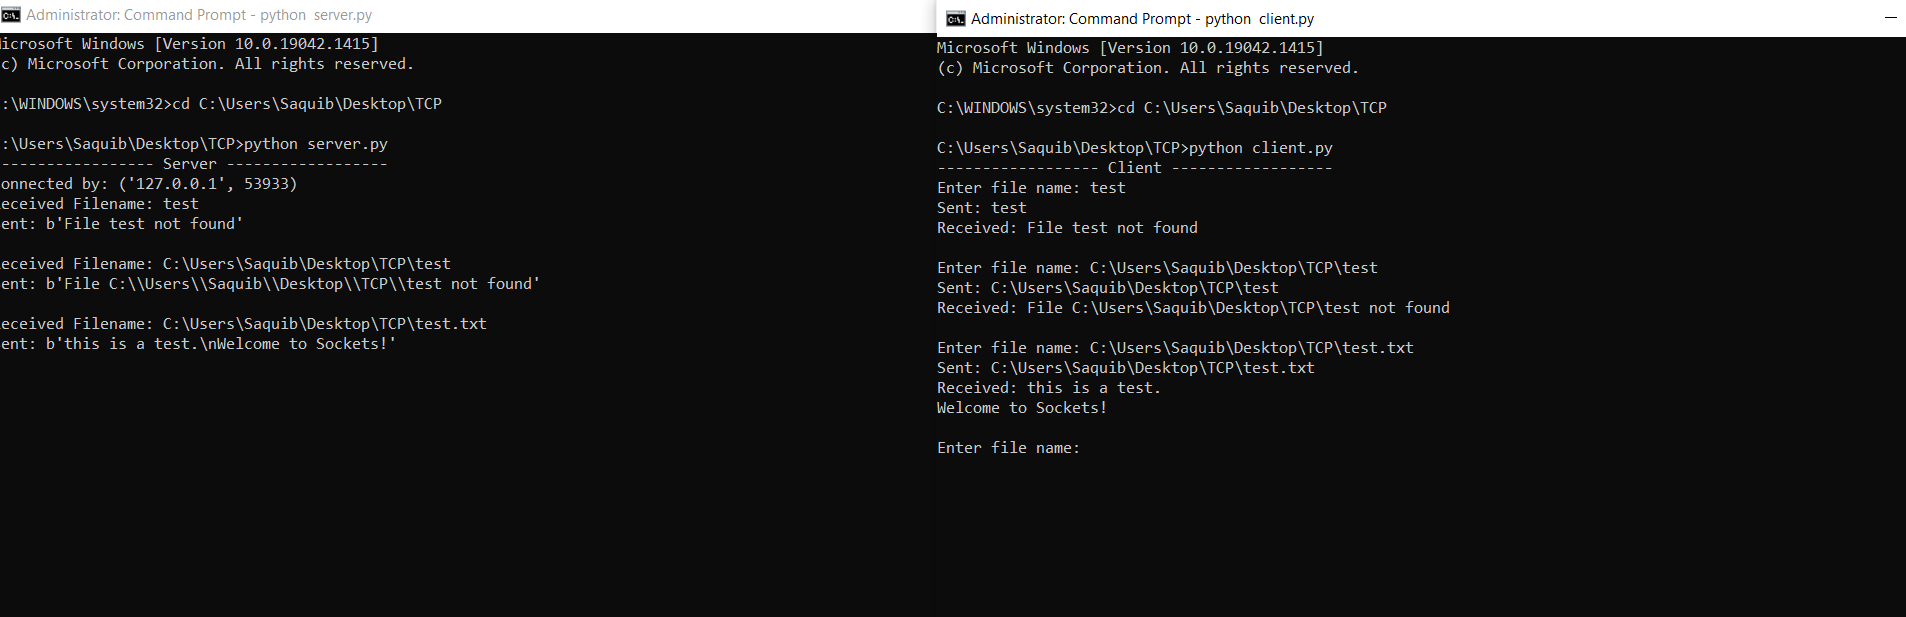 Administrator: Command Prompt - python  server.py
icrosoft Windows [Version 10.0.19042.1415]
c) Microsoft Corporation. All rights reserved.
:\WINDOWS\system32>cd C:\Users\Saquib\Desktop\TCP
:\Users\Saquib\Desktop\TCP>python server.py
----------------- Server ------------------
onnected by: ('127.0.0.1', 53933)
eceived Filename: test
ent: b'File test not found'
eceived Filename: C:\Users\Saquib\Desktop\TCP\test
ent: b'File C:\\Users\\Saquib\\Desktop\\TCP\\test not found'
eceived Filename: C:\Users\Saquib\Desktop\TCP\test.txt
ent: b'this is a test.\nWelcome to Sockets!'
Administrator: Command Prompt - python  client.py
Microsoft Windows [Version 10.0.19042.1415]
(c) Microsoft Corporation. All rights reserved.
C:\WINDOWS\system32>cd C:\Users\Saquib\Desktop\TCP
C:\Users\Saquib\Desktop\TCP>python client.py
------------------ Client ------------------
Enter file name: test
Sent: test
Received: File test not found
Enter file name: C:\Users\Saquib\Desktop\TCP\test
Sent: C:\Users\Saquib\Desktop\TCP\test
Received: File C:\Users\Saquib\Desktop\TCP\test not found
Enter file name: C:\Users\Saquib\Desktop\TCP\test.txt
Sent: C:\Users\Saquib\Desktop\TCP\test.txt
Received: this is a test.
Welcome to Sockets!
Enter file name: